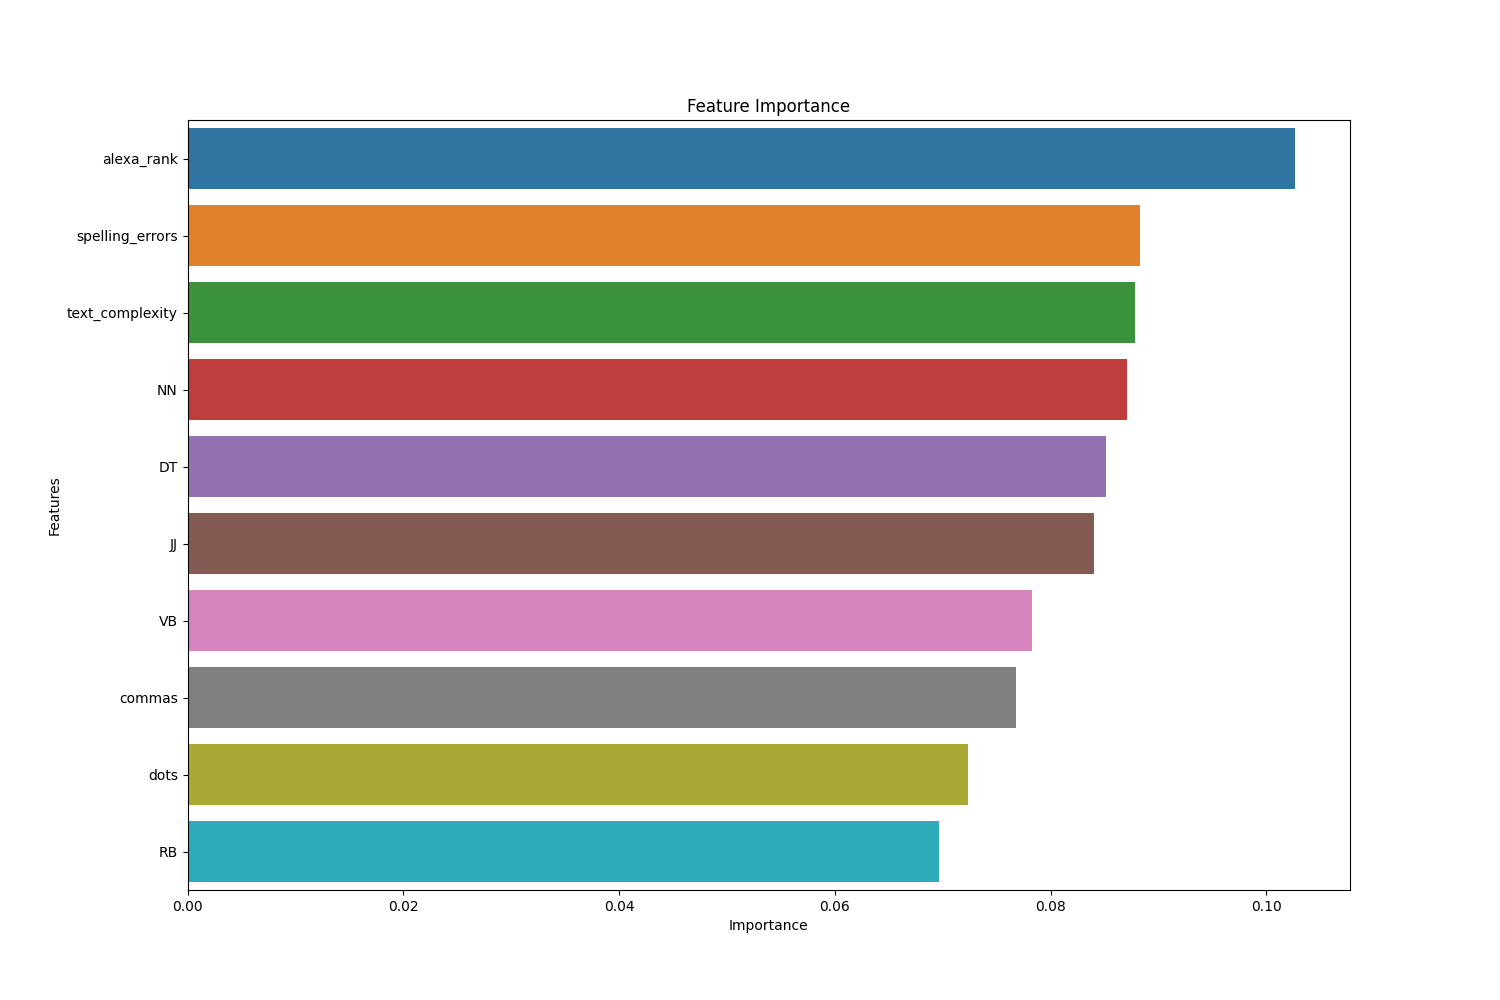 Feature Importance
alexa_rank
spelling_errors
text_complexity
NN
DT
JJ
VB
commas
dots
RB
Features
0.00 0.02 0.04 0.06 0.08 0.10
Importance